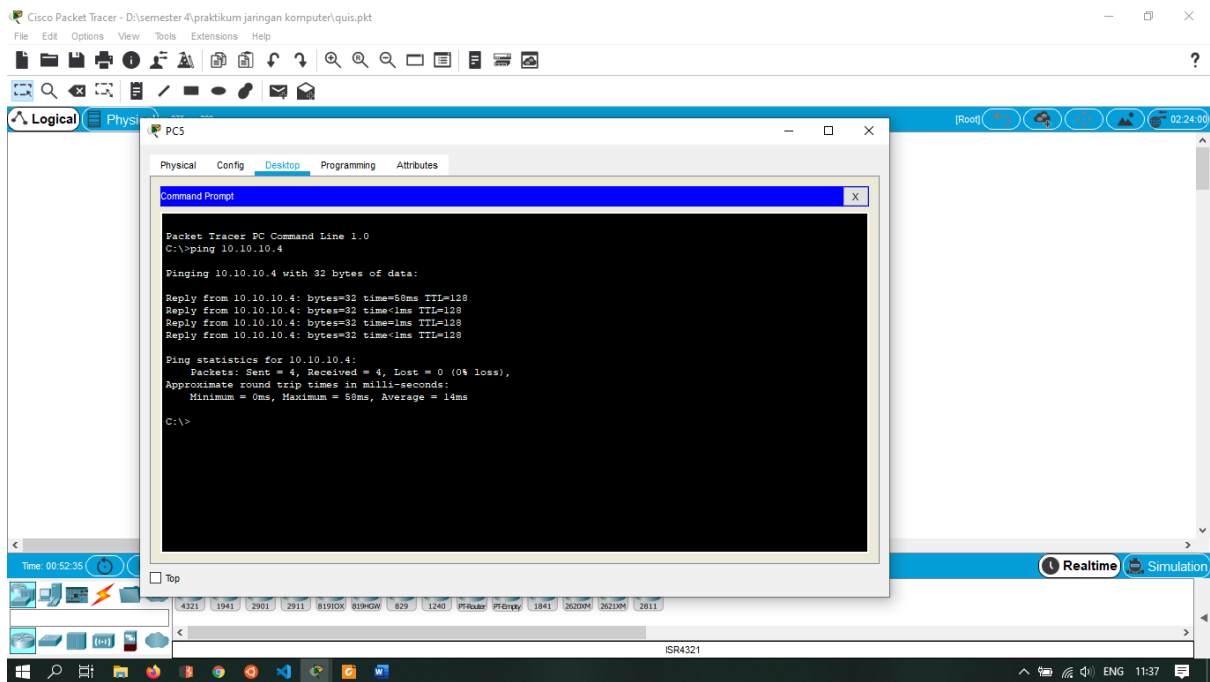 Cisco Packet Tracer - D:\semester 4\praktikum jaringan komputer\quis.pkt
File Edit Options View Tools Extensions Help
?
Logical
[Root]
02:24:00
PC5
Physical Config Desktop Programming Attributes
Command Prompt
X
Packet Tracer PC Command Line 1.0
C:\>ping 10.10.10.4
Pinging 10.10.10.4 with 32 bytes of data:
Reply from 10.10.10.4: bytes=32 time=58ms TTL=128
Reply from 10.10.10.4: bytes=32 time<1ms TTL=128
Reply from 10.10.10.4: bytes=32 time=1ms TTL=128
Reply from 10.10.10.4: bytes=32 time<1ms TTL=128
Ping statistics for 10.10.10.4:
Packets: Sent = 4, Received = 4, Lost = 0 (0% loss),
Approximate round trip times in milli-seconds:
Minimum = 0ms, Maximum = 58ms, Average = 14ms
C:\>
Time: 00:52:35
Realtime
Simulation
Top
4321 1941 2901 2911 819IOX 819HGW 829 1240 PT-Router PT-Empty 1841 2620XM 2621XM 2811
ISR4321
ENG 11:37